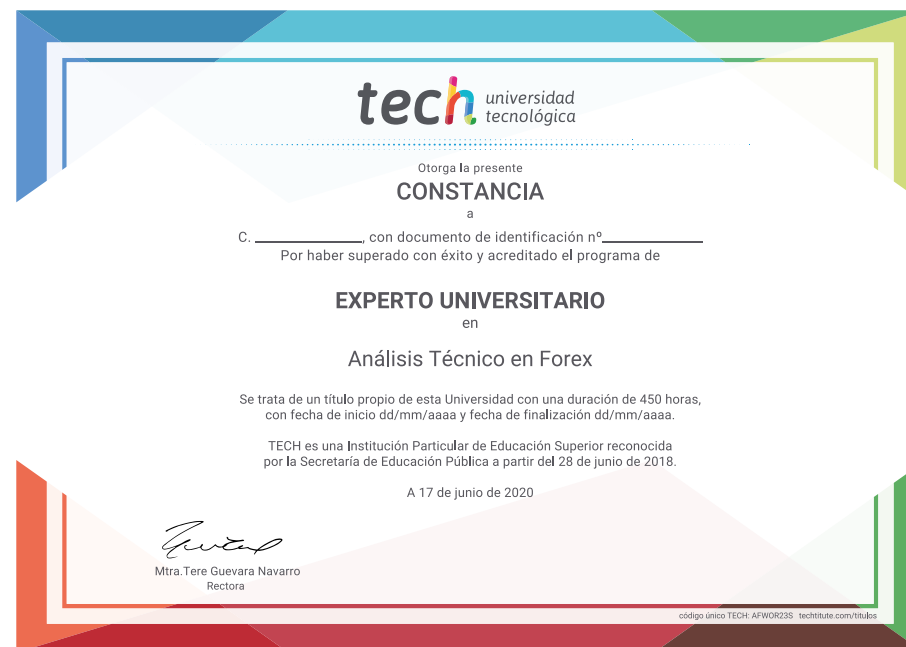 tech universidad
tecnológica
Otorga la presente
CONSTANCIA
a
C. ____________, con documento de identificación nº____________
Por haber superado con éxito y acreditado el programa de
EXPERTO UNIVERSITARIO
en
Análisis Técnico en Forex
Se trata de un título propio de esta Universidad con una duración de 450 horas,
con fecha de inicio dd/mm/aaaa y fecha de finalización dd/mm/aaaa.
TECH es una Institución Particular de Educación Superior reconocida
por la Secretaría de Educación Pública a partir del 28 de junio de 2018.
A 17 de junio de 2020
Mtra.Tere Guevara Navarro
Rectora
código único TECH: AFWOR23S techtitute.com/titulos